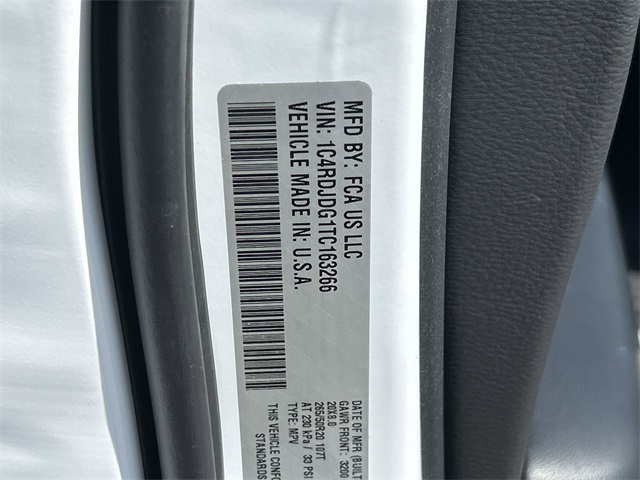 MFD BY: FCA US LLC
VIN: 1C4RDJDG1TC163266
VEHICLE MADE IN: U.S.A.
DATE OF MFR (BUILT
GAWR FRONT: 3200
20X8.0
265/50R20 107T
AT 230 kPa / 33 PSI
TYPE: MPV
THIS VEHICLE CONFO
STANDARDS